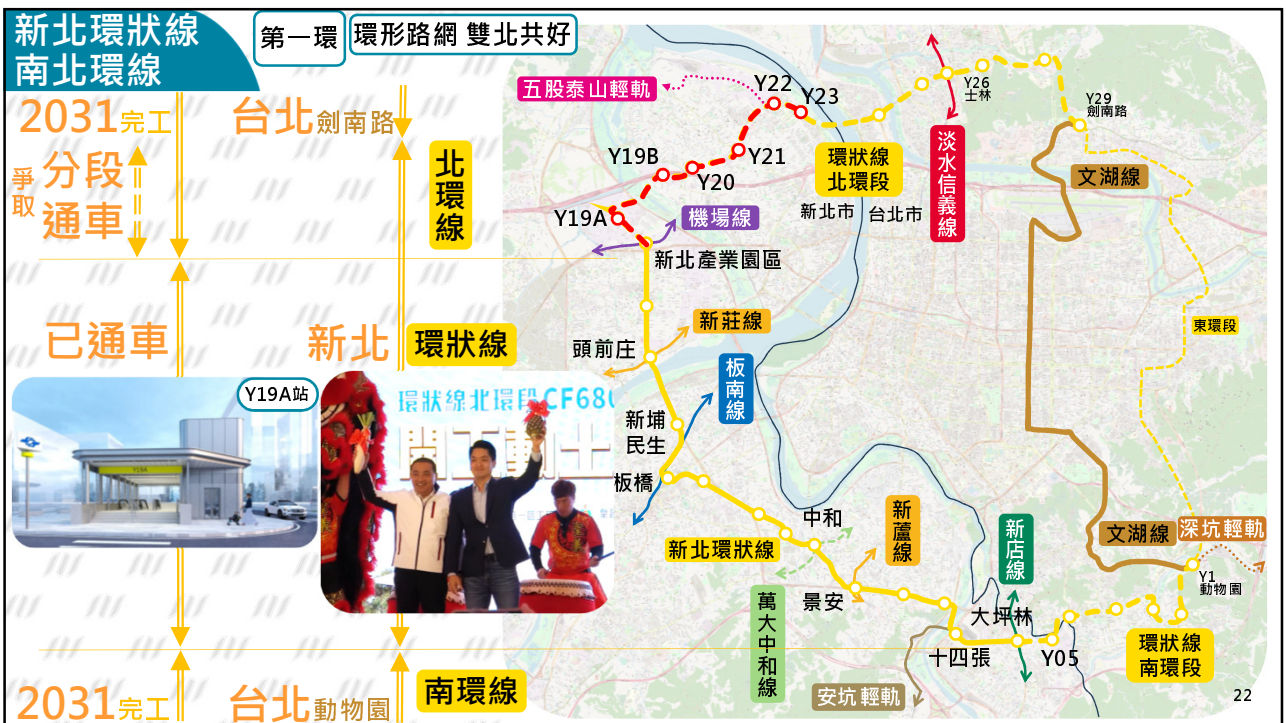 新北環狀線
南北環線
第一環
環形路網 雙北共好
2031完工
台北劍南路
爭取
分段
通車
北環線
已通車
新北
環狀線
Y19A站
Y19A
環狀線北環段CF680
開工動土
2031完工
台北動物園
南環線
五股泰山輕軌
Y22
Y23
Y19B
Y20
Y21
Y19A
機場線
新北產業園區
環狀線
北環段
新北市
台北市
淡水信義線
Y26
士林
Y29
劍南路
文湖線
東環段
新莊線
頭前庄
板南線
新埔
民生
板橋
新北環狀線
中和
新蘆線
萬大中和線
景安
新店線
大坪林
十四張
Y05
安坑輕軌
文湖線
深坑輕軌
Y1
動物園
環狀線
南環段
22